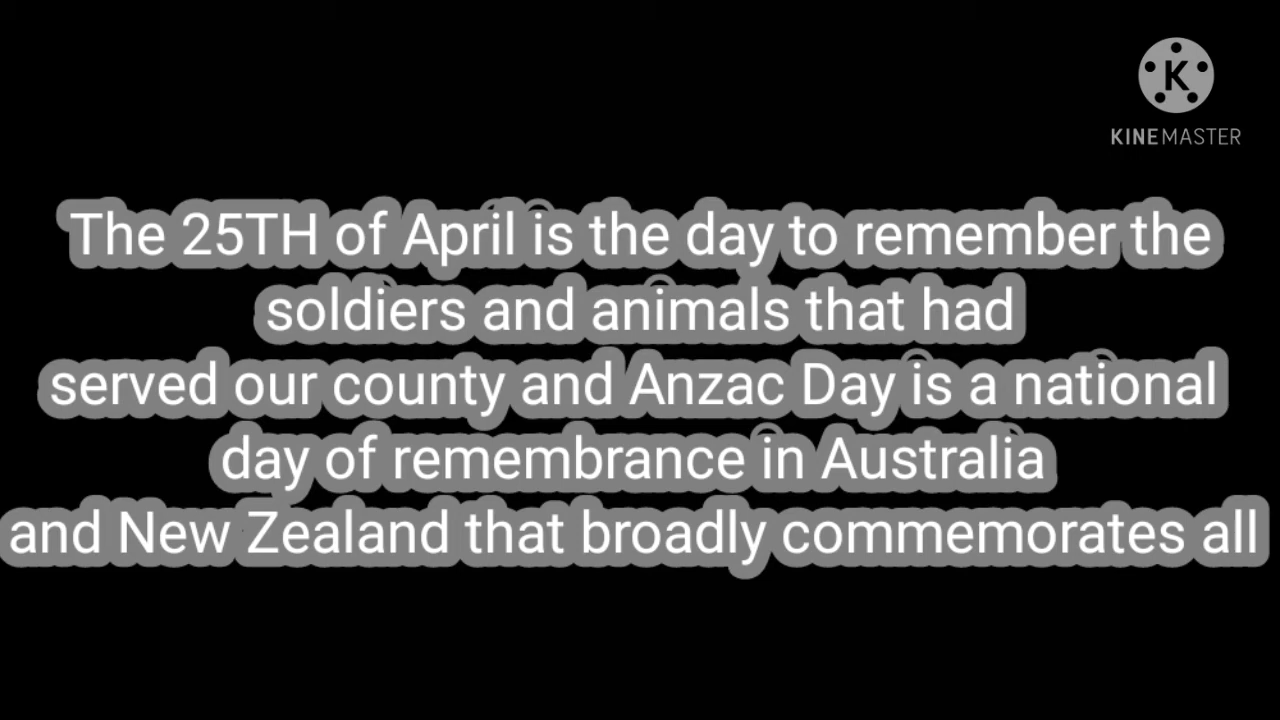 K
KINEMASTER
The 25TH of April is the day to remember the
soldiers and animals that had
served our county and Anzac Day is a national
day of remembrance in Australia
and New Zealand that broadly commemorates all